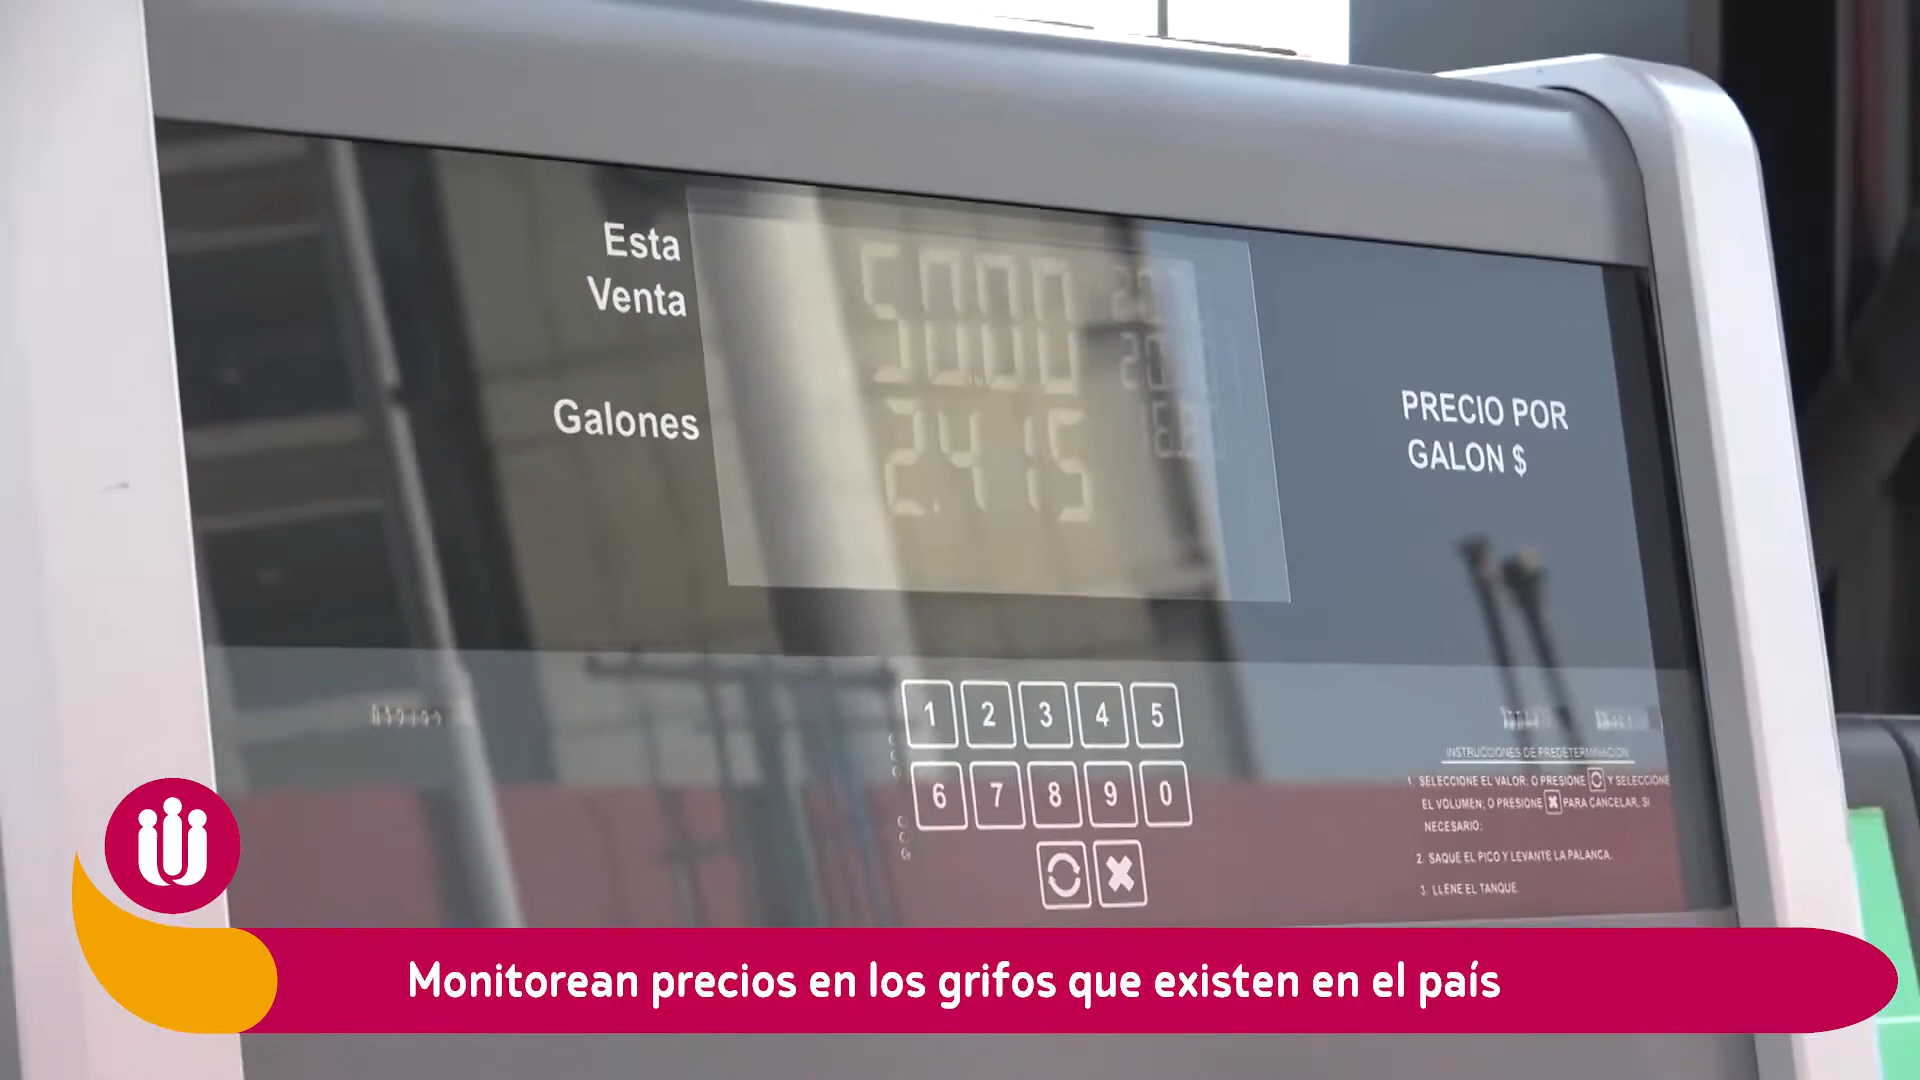 Esta
Venta
50.00
Galones
2.415
PRECIO POR
GALON $
1 2 3 4 5
6 7 8 9 0
INSTRUCCIONES DE PREDETERMINACION
1. SELECCIONE EL VALOR; O PRESIONE Y SELECCIONE
EL VOLUMEN; O PRESIONE PARA CANCELAR, SI
NECESARIO;
2. SAQUE EL PICO Y LEVANTE LA PALANCA.
3. LLENE EL TANQUE.
Monitorean precios en los grifos que existen en el país